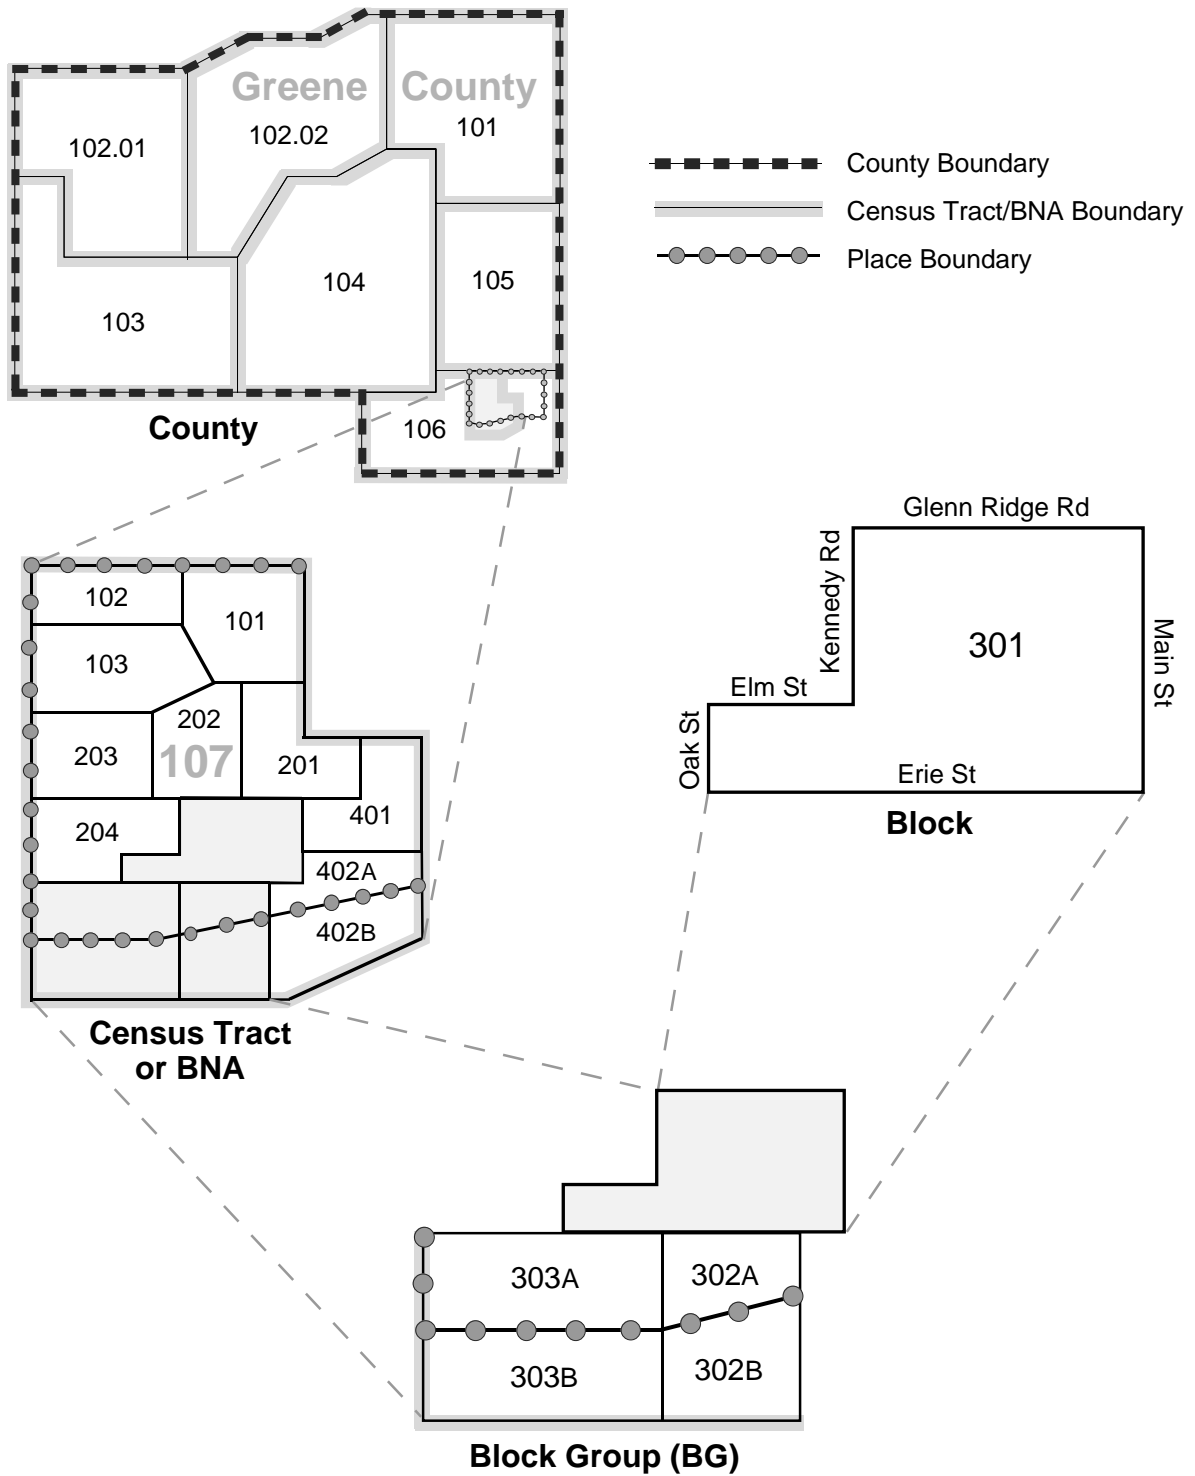 Greene County
102.01
102.02
101
103
104
105
106
County
County Boundary
Census Tract/BNA Boundary
Place Boundary
102
101
103
202
203
107
201
204
401
402A
402B
Census Tract
or BNA
Glenn Ridge Rd
Kennedy Rd
301
Main St
Elm St
Oak St
Erie St
Block
303A
302A
303B
302B
Block Group (BG)